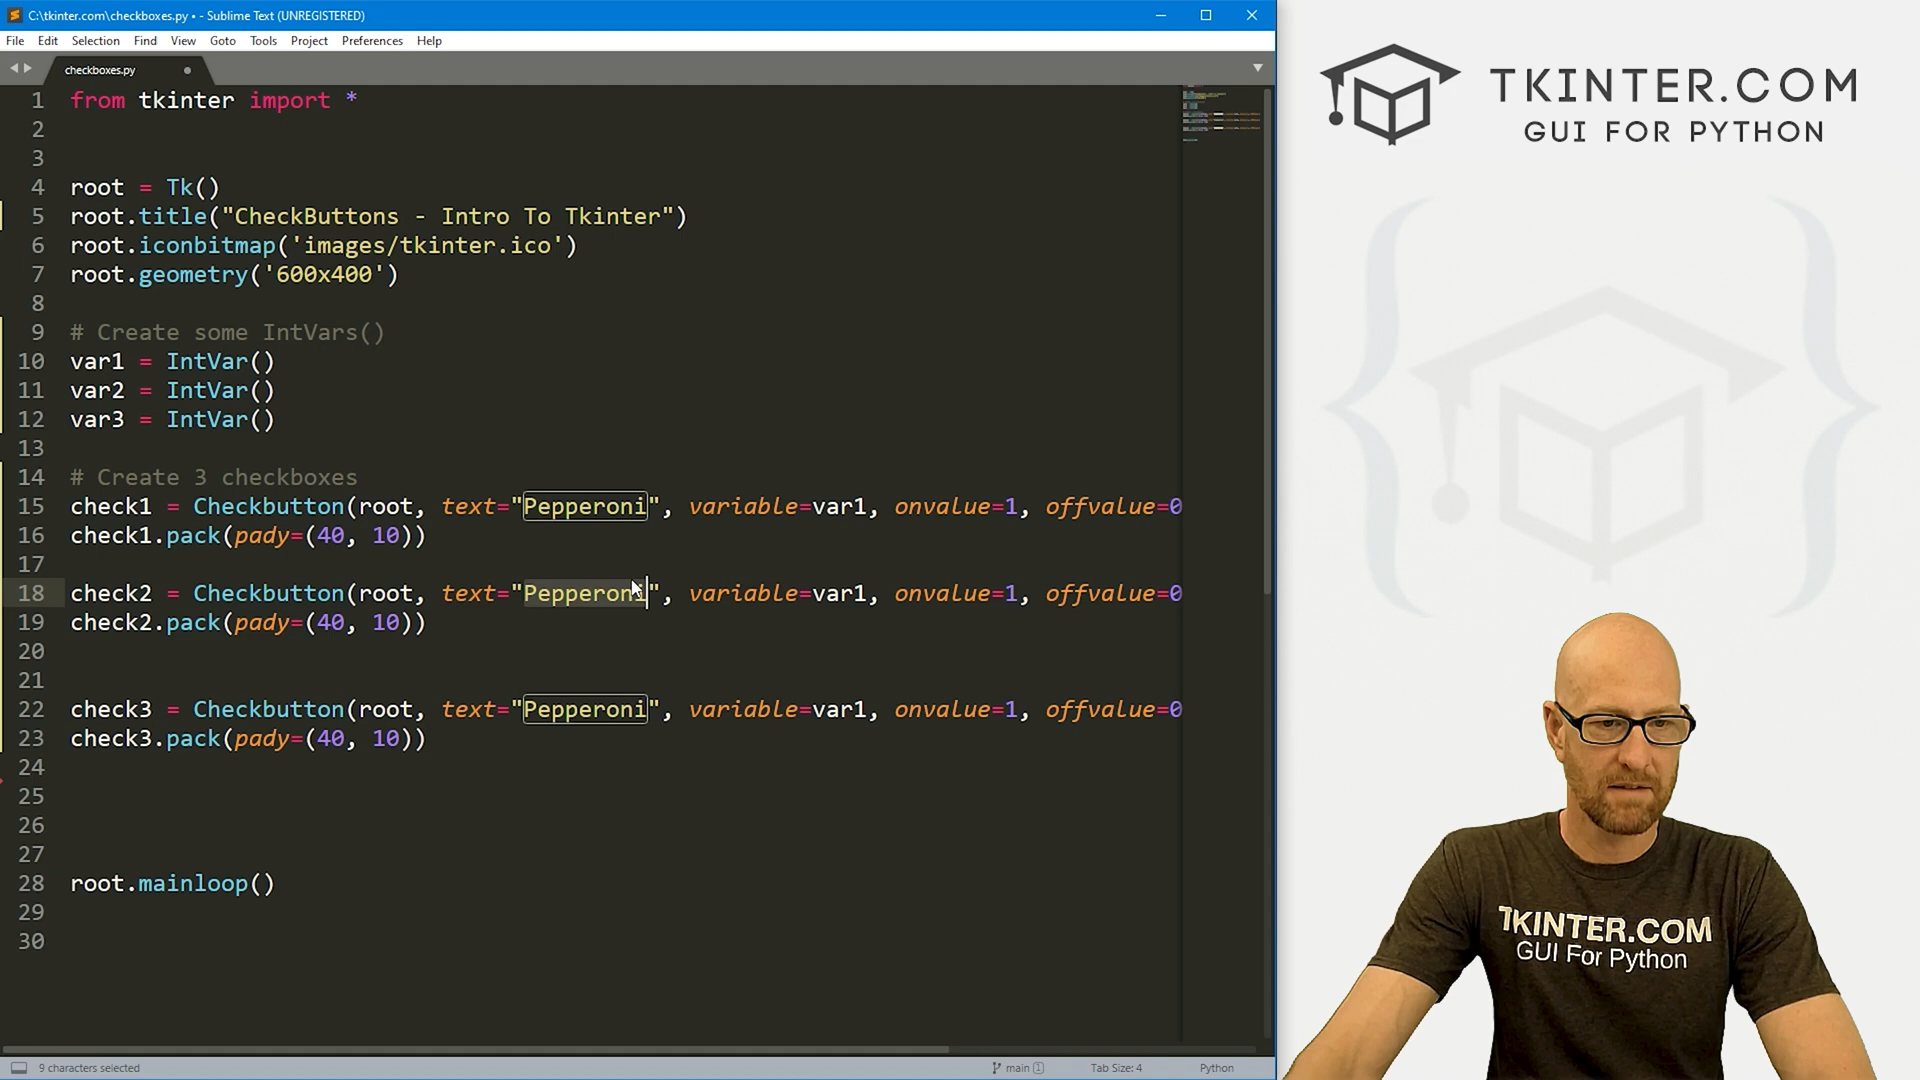 C:\tkinter.com\checkboxes.py • - Sublime Text (UNREGISTERED)
File Edit Selection Find View Goto Tools Project Preferences Help
checkboxes.py
1 from tkinter import *
2
3
4 root = Tk()
5 root.title("CheckButtons - Intro To Tkinter")
6 root.iconbitmap('images/tkinter.ico')
7 root.geometry('600x400')
8
9 # Create some IntVars()
10 var1 = IntVar()
11 var2 = IntVar()
12 var3 = IntVar()
13
14 # Create 3 checkboxes
15 check1 = Checkbutton(root, text="Pepperoni", variable=var1, onvalue=1, offvalue=0
16 check1.pack(pady=(40, 10))
17
18 check2 = Checkbutton(root, text="Pepperoni", variable=var1, onvalue=1, offvalue=0
19 check2.pack(pady=(40, 10))
20
21
22 check3 = Checkbutton(root, text="Pepperoni", variable=var1, onvalue=1, offvalue=0
23 check3.pack(pady=(40, 10))
24
25
26
27
28 root.mainloop()
29
30
9 characters selected
main 1
Tab Size: 4
Python
TKINTER.COM
GUI FOR PYTHON
TKINTER.COM
GUI For Python